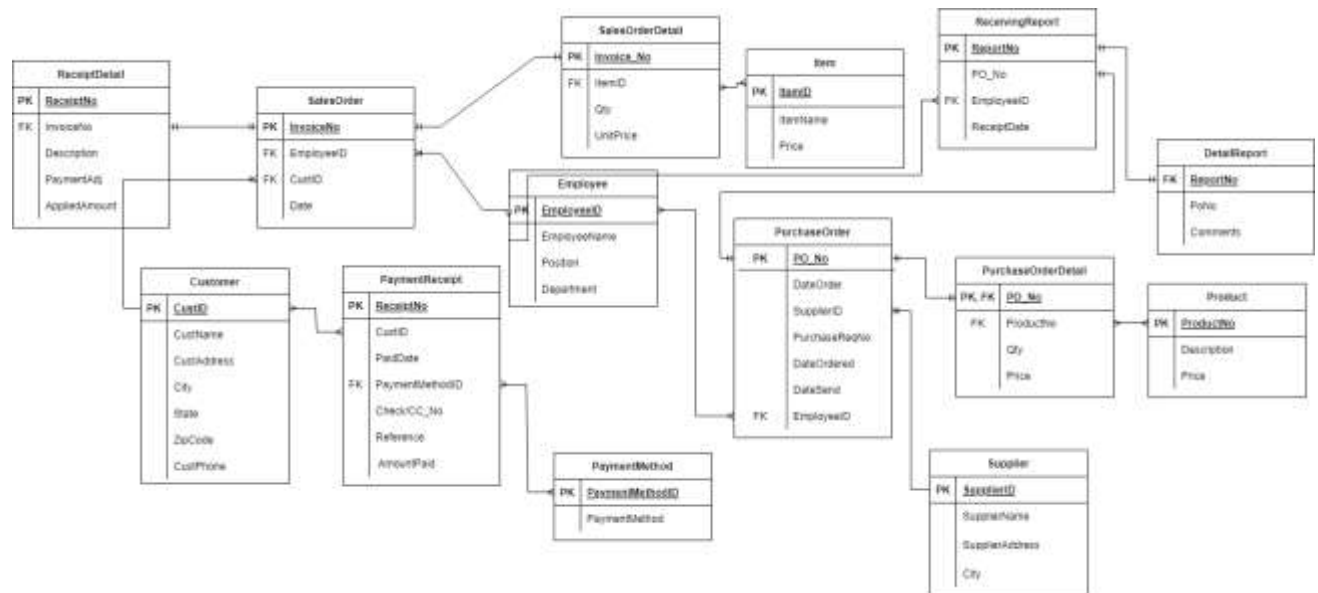 ReceiptDetail
PK ReceiptNo
FK InvoiceNo
Description
PaymentAdj
AppliedAmount
SalesOrder
PK InvoiceNo
FK EmployeeID
FK CustID
Date
SalesOrderDetail
PK Invoice_No
FK ItemID
Qty
UnitPrice
Item
PK ItemID
ItemName
Price
ReceivingReport
PK ReportNo
PO_No
FK EmployeeID
ReceiptDate
DetailReport
FK ReportNo
PoNo
Comments
Employee
PK EmployeeID
EmployeeName
Position
Department
Customer
PK CustID
CustName
CustAddress
City
State
ZipCode
CustPhone
PaymentReceipt
PK ReceiptNo
CustID
PaidDate
FK PaymentMethodID
Check/CC_No
Reference
AmountPaid
PurchaseOrder
PK PO_No
DateOrder
SupplierID
PurchaseReqNo
DateOrdered
DateSend
FK EmployeeID
PurchaseOrderDetail
PK, FK PO_No
FK ProductNo
Qty
Price
Product
PK ProductNo
Description
Price
PaymentMethod
PK PaymentMethodID
PaymentMethod
Supplier
PK SupplierID
SupplierName
SupplierAddress
City